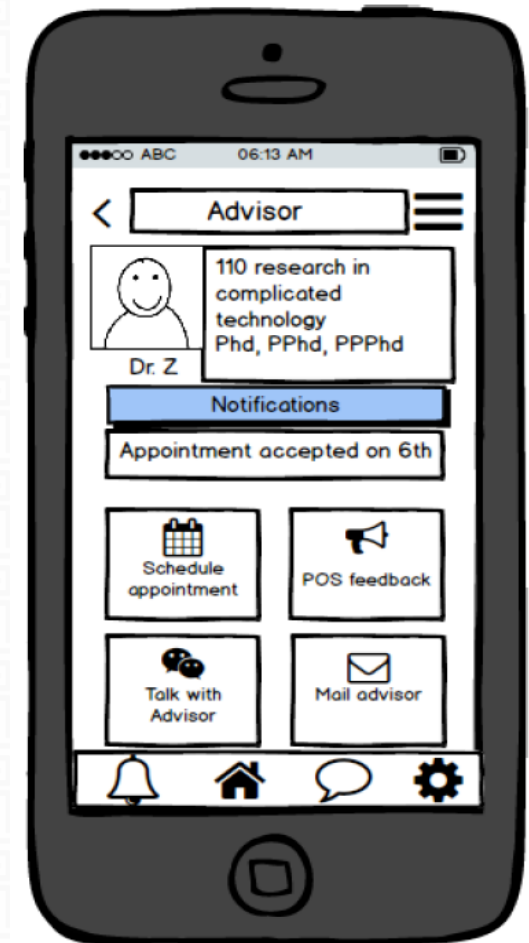 ABC 06:13 AM
Advisor
110 research in
complicated
technology
Phd, PPhd, PPPhd
Dr. Z
Notifications
Appointment accepted on 6th
Schedule
appointment
POS feedback
Talk with
Advisor
Mail advisor